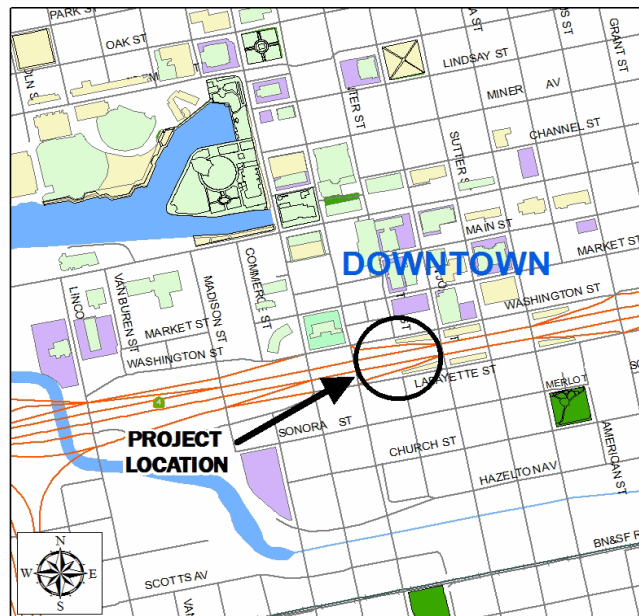 PARK ST
OAK ST
GRANT ST
LINDSAY ST
MINER AV
CHANNEL ST
MAIN ST
MARKET ST
DOWNTOWN
COMMERCE ST
MADISON ST
VAN BUREN ST
WASHINGTON ST
MARKET ST
WASHINGTON ST
LAFAYETTE ST
MERLO T
PROJECT
LOCATION
SONORA ST
CHURCH ST
AMERICAN ST
HAZELTON AV
BN&SF R
SCOTTS AV
N
W E
S